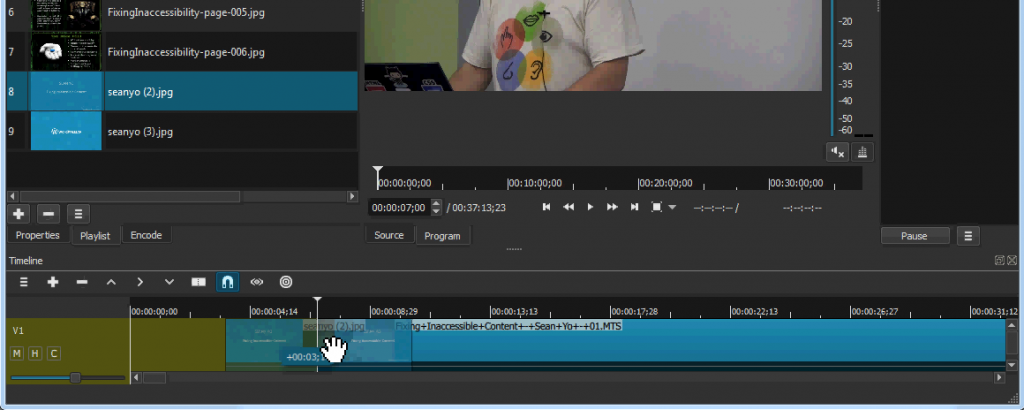 6 FixingInaccessibility-page-005.jpg
7 FixingInaccessibility-page-006.jpg
8 seanyo (2).jpg
9 seanyo (3).jpg
-20
-25
-30
-35
-40
-50
-60
00:00:00;00 00:10:00;00 00:20:00;00 00:30:00;00
00:00:07;00 / 00:37:13;23 --:--:--:-- / --:--:--:--
Properties Playlist Encode
Source Program
Pause
Timeline
00:00:00;00 00:00:04;14 00:00:08;29 00:00:13;13 00:00:17;28 00:00:22;13 00:00:26;27 00:00:31;12
V1
seanyo (2).jpg
Fixing+Inaccessible+Content+-+Sean+Yo+-+01.MTS
M H C
+00:03;